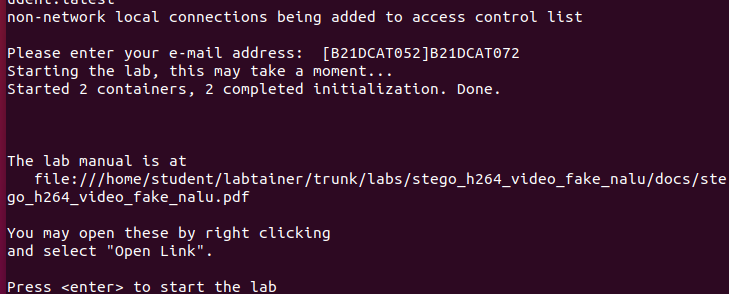 udent:latest
non-network local connections being added to access control list
Please enter your e-mail address:  [B21DCAT052]B21DCAT072
Starting the lab, this may take a moment...
Started 2 containers, 2 completed initialization. Done.
The lab manual is at
   file:///home/student/labtainer/trunk/labs/stego_h264_video_fake_nalu/docs/ste
go_h264_video_fake_nalu.pdf
You may open these by right clicking
and select "Open Link".
Press <enter> to start the lab